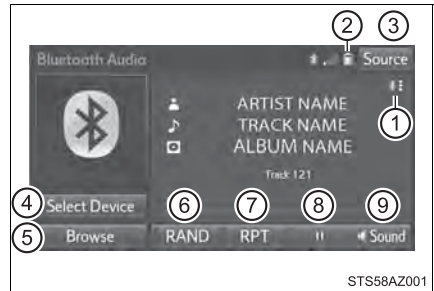 2 3
Bluetooth Audio Source
1
ARTIST NAME
TRACK NAME
ALBUM NAME
Track 121
4 Select Device
5 Browse
6 RAND
7 RPT
8
9 Sound
STS58AZ001